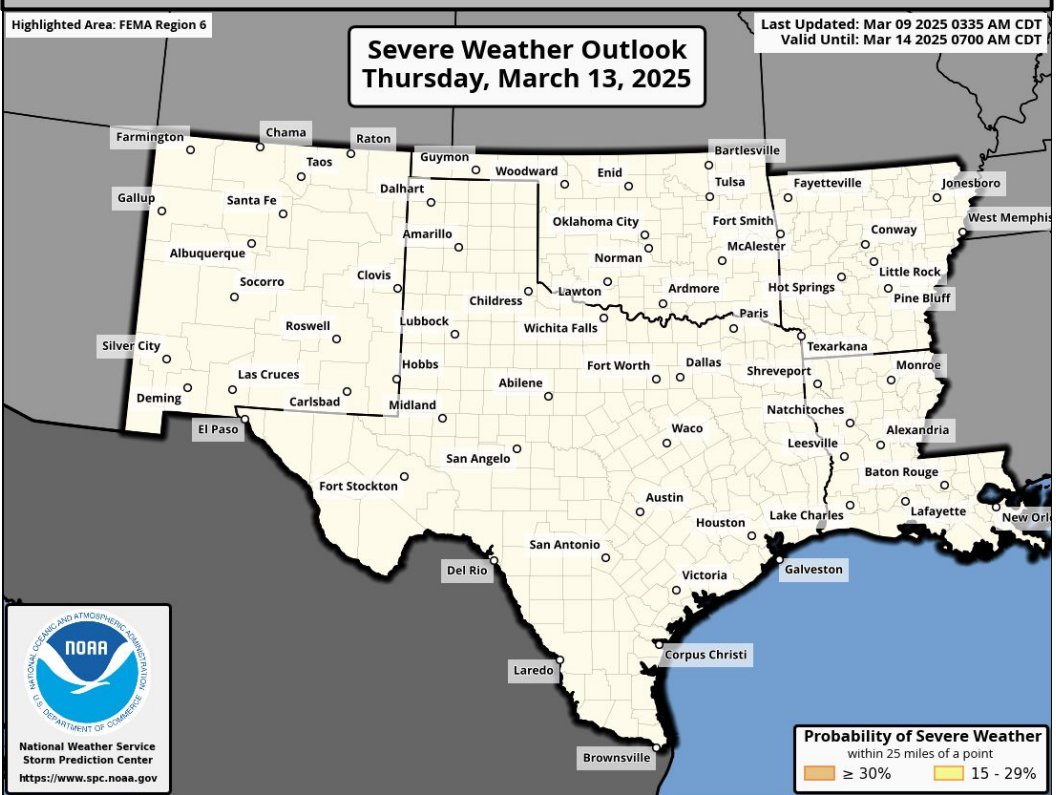 Highlighted Area: FEMA Region 6
Last Updated: Mar 09 2025 0335 AM CDT
Valid Until: Mar 14 2025 0700 AM CDT
Severe Weather Outlook
Thursday, March 13, 2025
Farmington
Chama
Raton
Taos
Guymon
Woodward
Enid
Bartlesville
Tulsa
Fayetteville
Jonesboro
Gallup
Santa Fe
Dalhart
Oklahoma City
Fort Smith
West Memphis
Albuquerque
Amarillo
Norman
McAlester
Conway
Socorro
Clovis
Childress
Lawton
Ardmore
Hot Springs
Little Rock
Pine Bluff
Roswell
Lubbock
Wichita Falls
Paris
Texarkana
Silver City
Hobbs
Fort Worth
Dallas
Shreveport
Monroe
Las Cruces
Deming
Carlsbad
Midland
Abilene
Natchitoches
El Paso
Waco
Leesville
Alexandria
San Angelo
Fort Stockton
Baton Rouge
Austin
Houston
Lake Charles
Lafayette
New Orl
San Antonio
Del Rio
Galveston
Victoria
Laredo
Corpus Christi
Brownsville
NATIONAL OCEANIC AND ATMOSPHERIC ADMINISTRATION
NOAA
U.S. DEPARTMENT OF COMMERCE
National Weather Service
Storm Prediction Center
https://www.spc.noaa.gov
Probability of Severe Weather
within 25 miles of a point
≥ 30%
15 - 29%